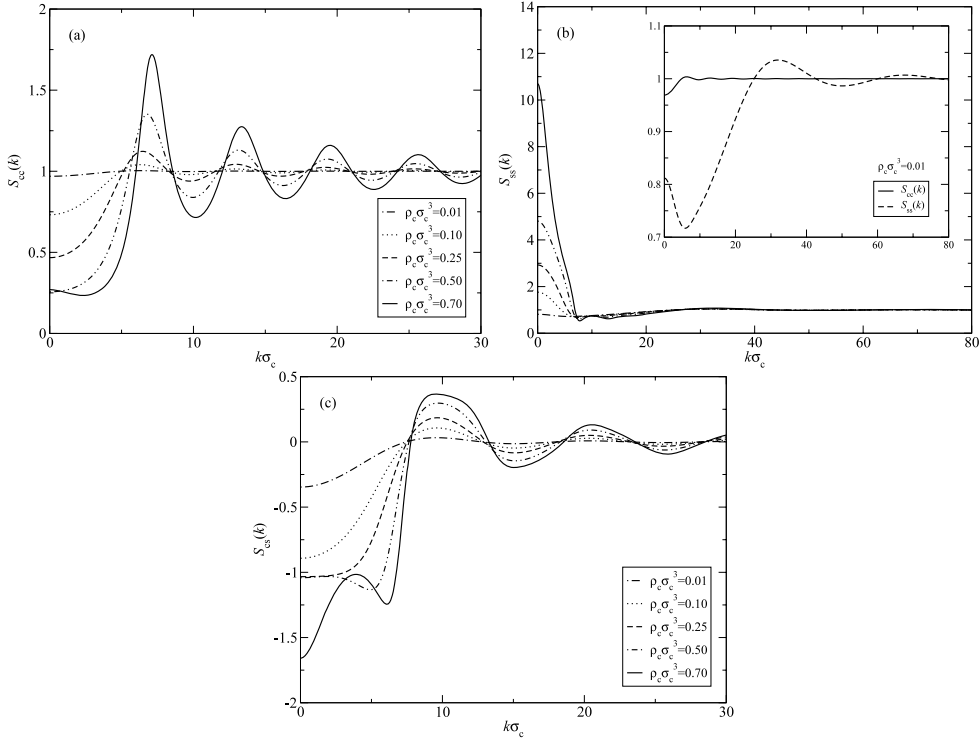 (a)
2
1.5
1
0.5
0
S_cc(k)
0 10 20 30
kσ_c
ρ_cσ_c^3=0.01
ρ_cσ_c^3=0.10
ρ_cσ_c^3=0.25
ρ_cσ_c^3=0.50
ρ_cσ_c^3=0.70
(b)
14
12
10
8
6
4
2
0
S_ss(k)
0 20 40 60 80
kσ_c
1.1
1
0.9
0.8
0.7
0 20 40 60 80
ρ_cσ_c^3=0.01
S_cc(k)
S_ss(k)
(c)
0.5
0
-0.5
-1
-1.5
-2
S_cs(k)
0 10 20 30
kσ_c
ρ_cσ_c^3=0.01
ρ_cσ_c^3=0.10
ρ_cσ_c^3=0.25
ρ_cσ_c^3=0.50
ρ_cσ_c^3=0.70